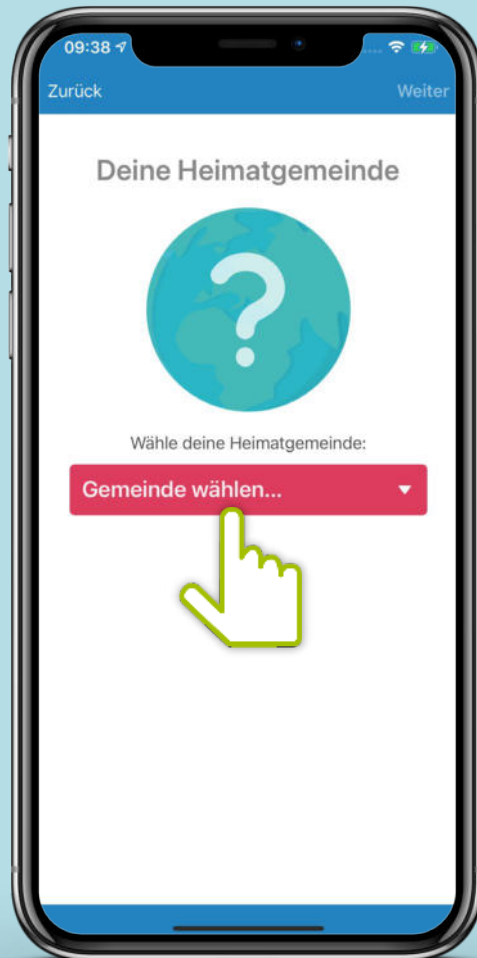 09:38
Zurück Weiter
Deine Heimatgemeinde
?
Wähle deine Heimatgemeinde:
Gemeinde wählen...